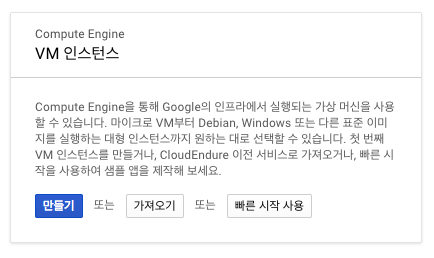 Compute Engine
VM 인스턴스
Compute Engine을 통해 Google의 인프라에서 실행되는 가상 머신을 사용
할 수 있습니다. 마이크로 VM부터 Debian, Windows 또는 다른 표준 이미
지를 실행하는 대형 인스턴스까지 원하는 대로 선택할 수 있습니다. 첫 번째
VM 인스턴스를 만들거나, CloudEndure 이전 서비스로 가져오거나, 빠른 시
작을 사용하여 샘플 앱을 제작해 보세요.
만들기 또는 가져오기 또는 빠른 시작 사용